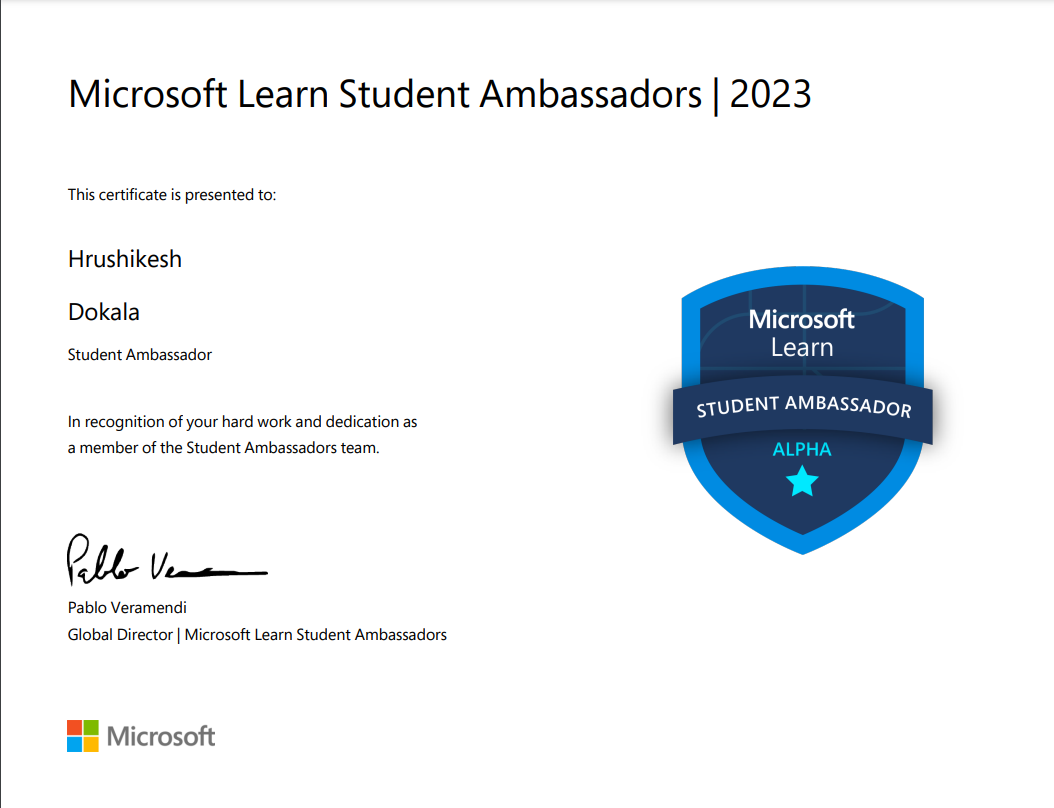 Microsoft Learn Student Ambassadors | 2023
This certificate is presented to:
Hrushikesh
Dokala
Student Ambassador
In recognition of your hard work and dedication as
a member of the Student Ambassadors team.
Microsoft
Learn
STUDENT AMBASSADOR
ALPHA
Pablo Veramendi
Global Director | Microsoft Learn Student Ambassadors
Microsoft